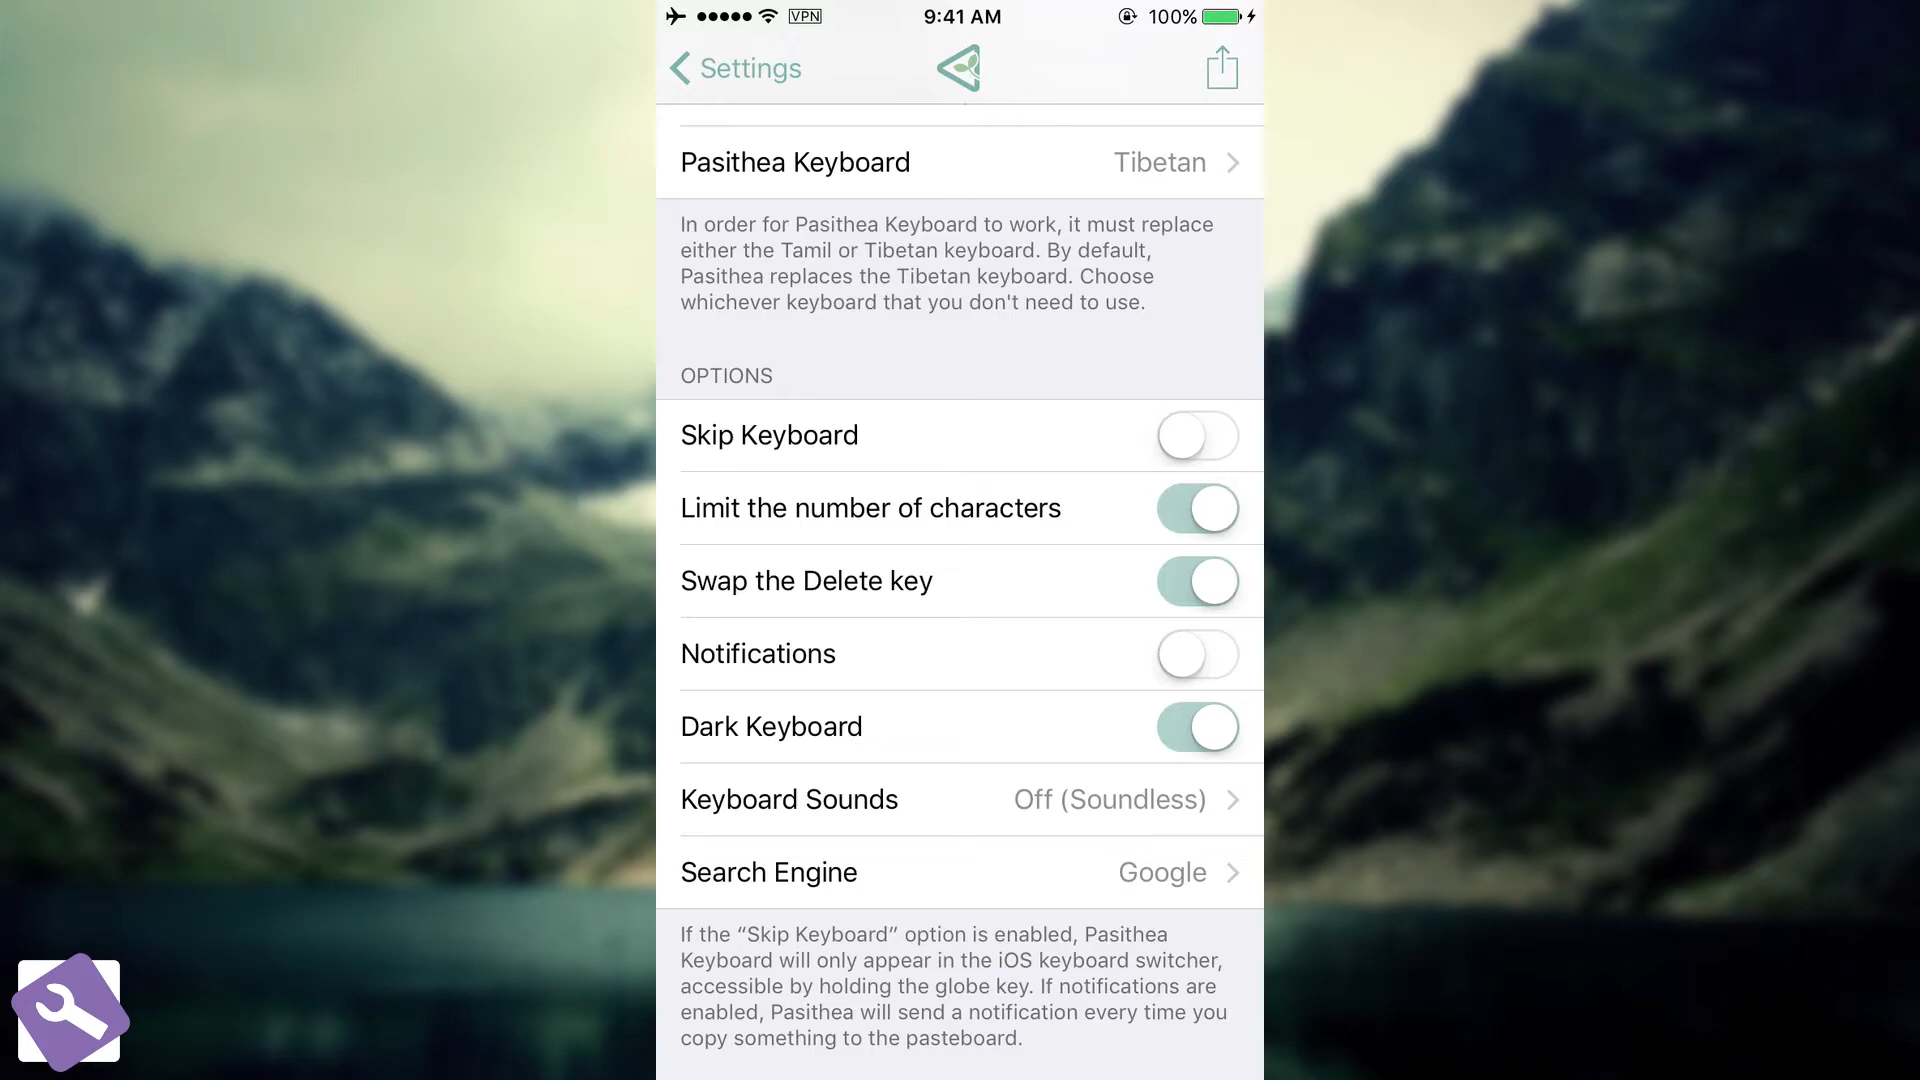 VPN
9:41 AM
100%
Settings
Pasithea Keyboard Tibetan
In order for Pasithea Keyboard to work, it must replace
either the Tamil or Tibetan keyboard. By default,
Pasithea replaces the Tibetan keyboard. Choose
whichever keyboard that you don't need to use.
OPTIONS
Skip Keyboard
Limit the number of characters
Swap the Delete key
Notifications
Dark Keyboard
Keyboard Sounds Off (Soundless)
Search Engine Google
If the “Skip Keyboard” option is enabled, Pasithea
Keyboard will only appear in the iOS keyboard switcher,
accessible by holding the globe key. If notifications are
enabled, Pasithea will send a notification every time you
copy something to the pasteboard.